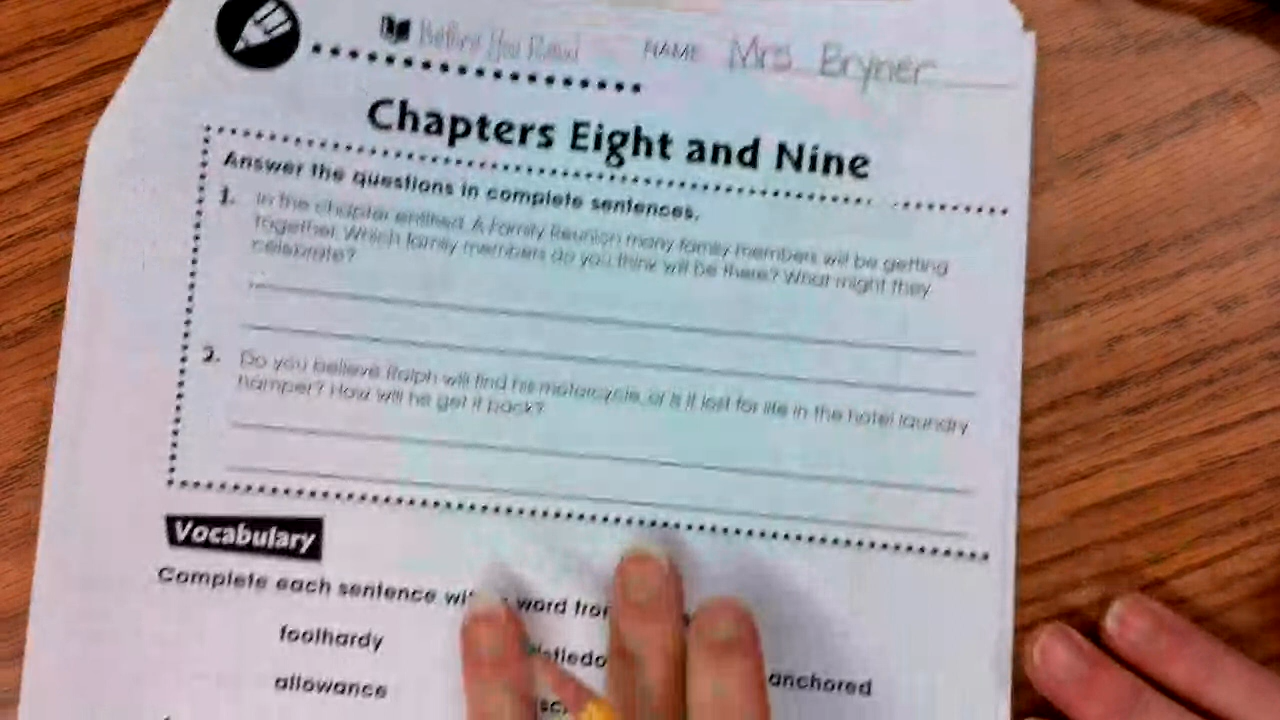 Before You Read NAME Mrs Bryner
Chapters Eight and Nine
Answer the questions in complete sentences.
1. In the chapter entitled, A Family Reunion many family members will be getting
together. Which family members do you think will be there? What might they
celebrate?
2. Do you believe Ralph will find his motorcycle, or is it lost for life in the hotel laundry
hamper? How will he get it back?
Vocabulary
Complete each sentence word
foolhardy anchored
allowance